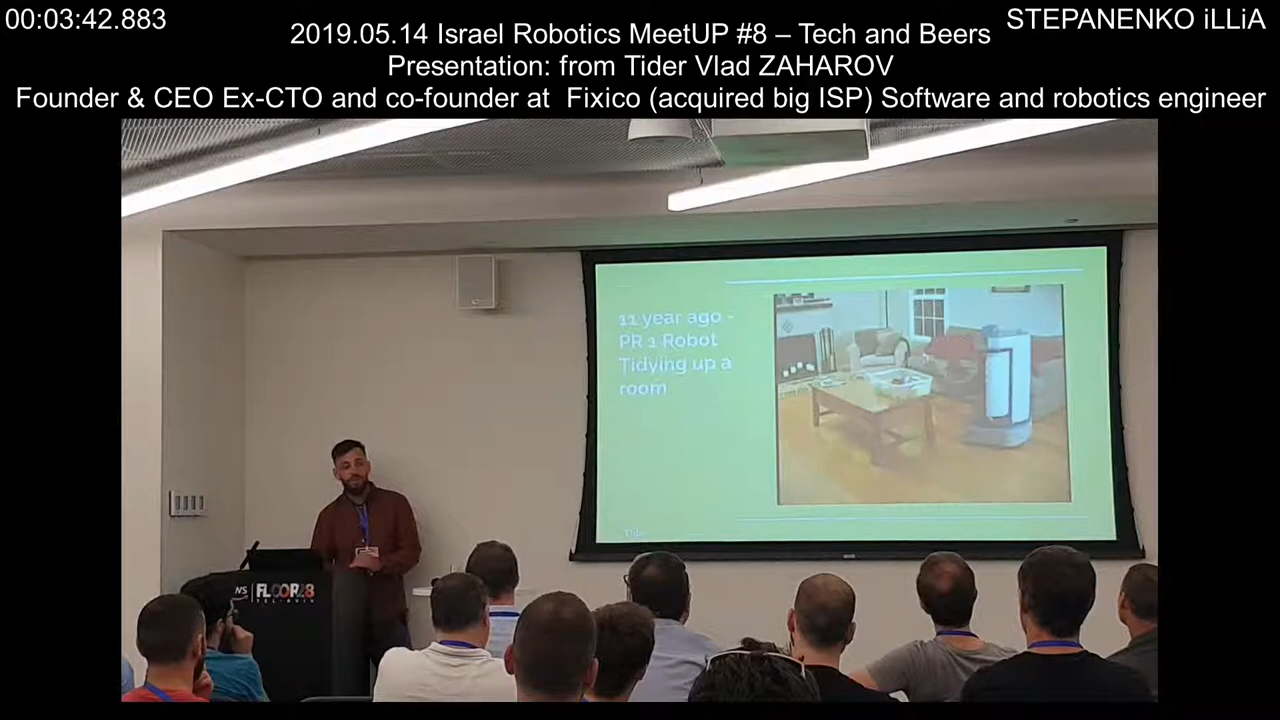 00:03:42.883
STEPANENKO iLLiA
2019.05.14 Israel Robotics MeetUP #8 – Tech and Beers
Presentation: from Tider Vlad ZAHAROV
Founder & CEO Ex-CTO and co-founder at Fixico (acquired big ISP) Software and robotics engineer
11 year ago -
PR 1 Robot
Tidying up a
room
FLOOR28
TEL-AVIV